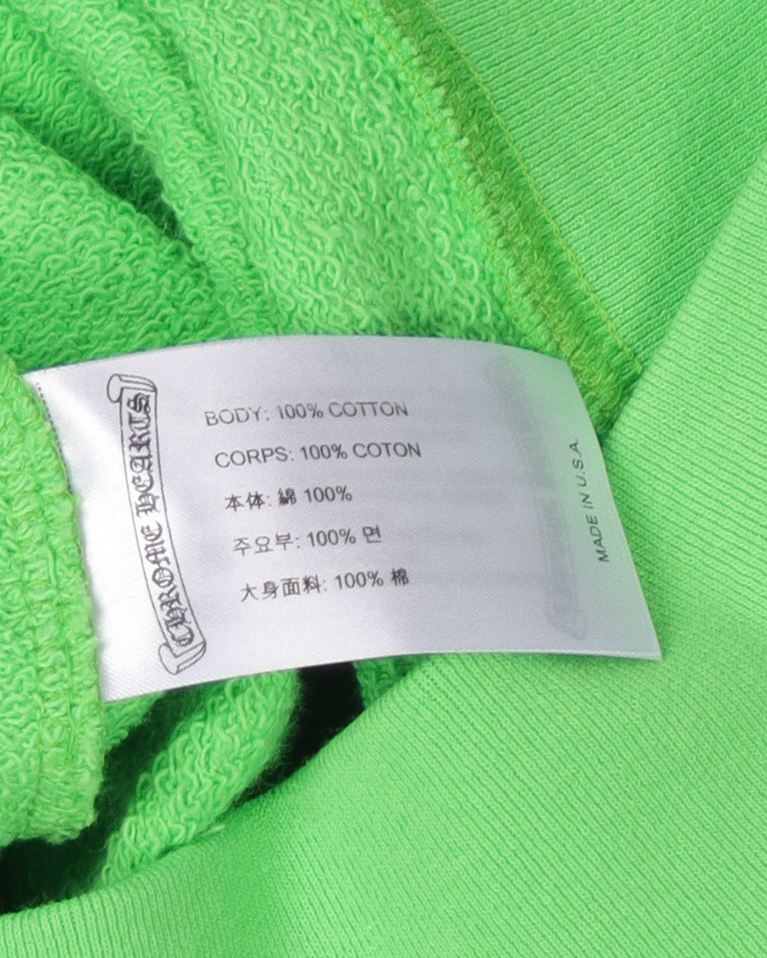 CHROME HEARTS
BODY: 100% COTTON
CORPS: 100% COTON
本体: 綿 100%
주요부: 100% 면
大身面料: 100% 棉
MADE IN U.S.A.